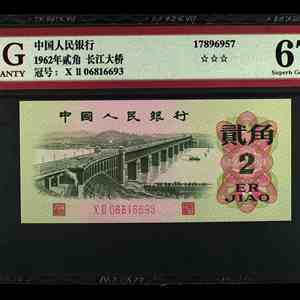 G
ANTY
中国人民银行
1962年贰角 长江大桥
冠号：X II 06816693
17896957
☆☆☆
67
Superb Ge
中国人民银行
贰角
2
ER
JIAO
X II 06816693